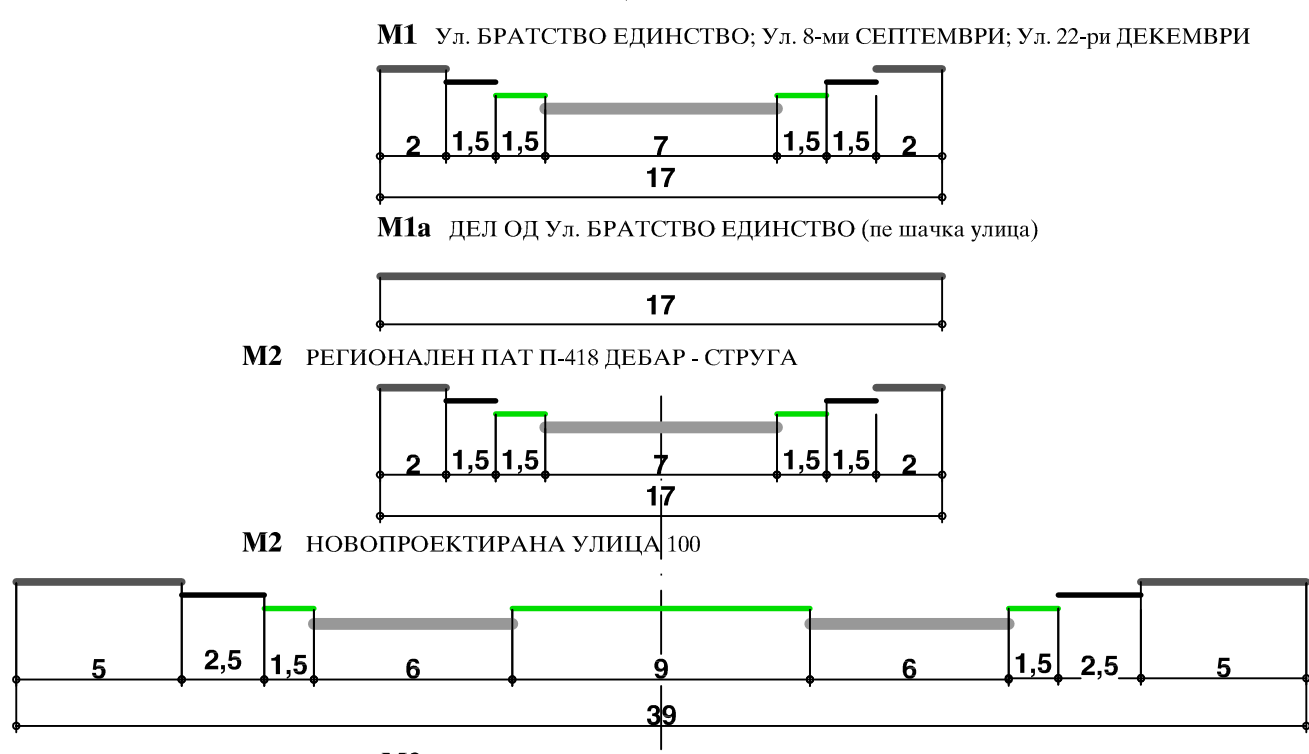 M1 Ул. БРАТСТВО ЕДИНСТВО; Ул. 8-ми СЕПТЕМВРИ; Ул. 22-ри ДЕКЕМВРИ
2 1,5 1,5 7 1,5 1,5 2
17
M1a ДЕЛ ОД Ул. БРАТСТВО ЕДИНСТВО (пе шачка улица)
17
M2 РЕГИОНАЛЕН ПАТ П-418 ДЕБАР - СТРУГА
2 1,5 1,5 7 1,5 1,5 2
17
M2 НОВОПРОЕКТИРАНА УЛИЦА 100
5 2,5 1,5 6 9 6 1,5 2,5 5
39